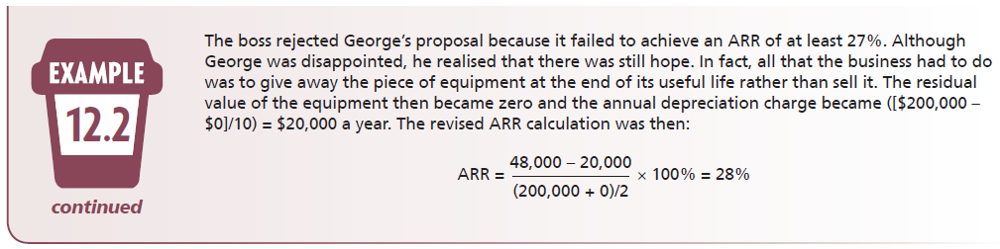 EXAMPLE
12.2
continued
The boss rejected George’s proposal because it failed to achieve an ARR of at least 27%. Although
George was disappointed, he realised that there was still hope. In fact, all that the business had to do
was to give away the piece of equipment at the end of its useful life rather than sell it. The residual
value of the equipment then became zero and the annual depreciation charge became ([$200,000 –
$0]/10) = $20,000 a year. The revised ARR calculation was then:
ARR = 48,000 – 20,000 / (200,000 + 0)/2 × 100% = 28%